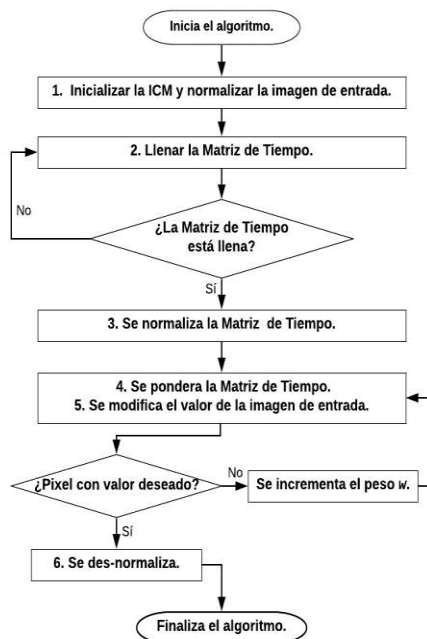 Inicia el algoritmo.
1. Inicializar la ICM y normalizar la imagen de entrada.
2. Llenar la Matriz de Tiempo.
No
¿La Matriz de Tiempo
está llena?
Sí
3. Se normaliza la Matriz de Tiempo.
4. Se pondera la Matriz de Tiempo.
5. Se modifica el valor de la imagen de entrada.
¿Pixel con valor deseado?
No
Se incrementa el peso w.
Sí
6. Se des-normaliza.
Finaliza el algoritmo.